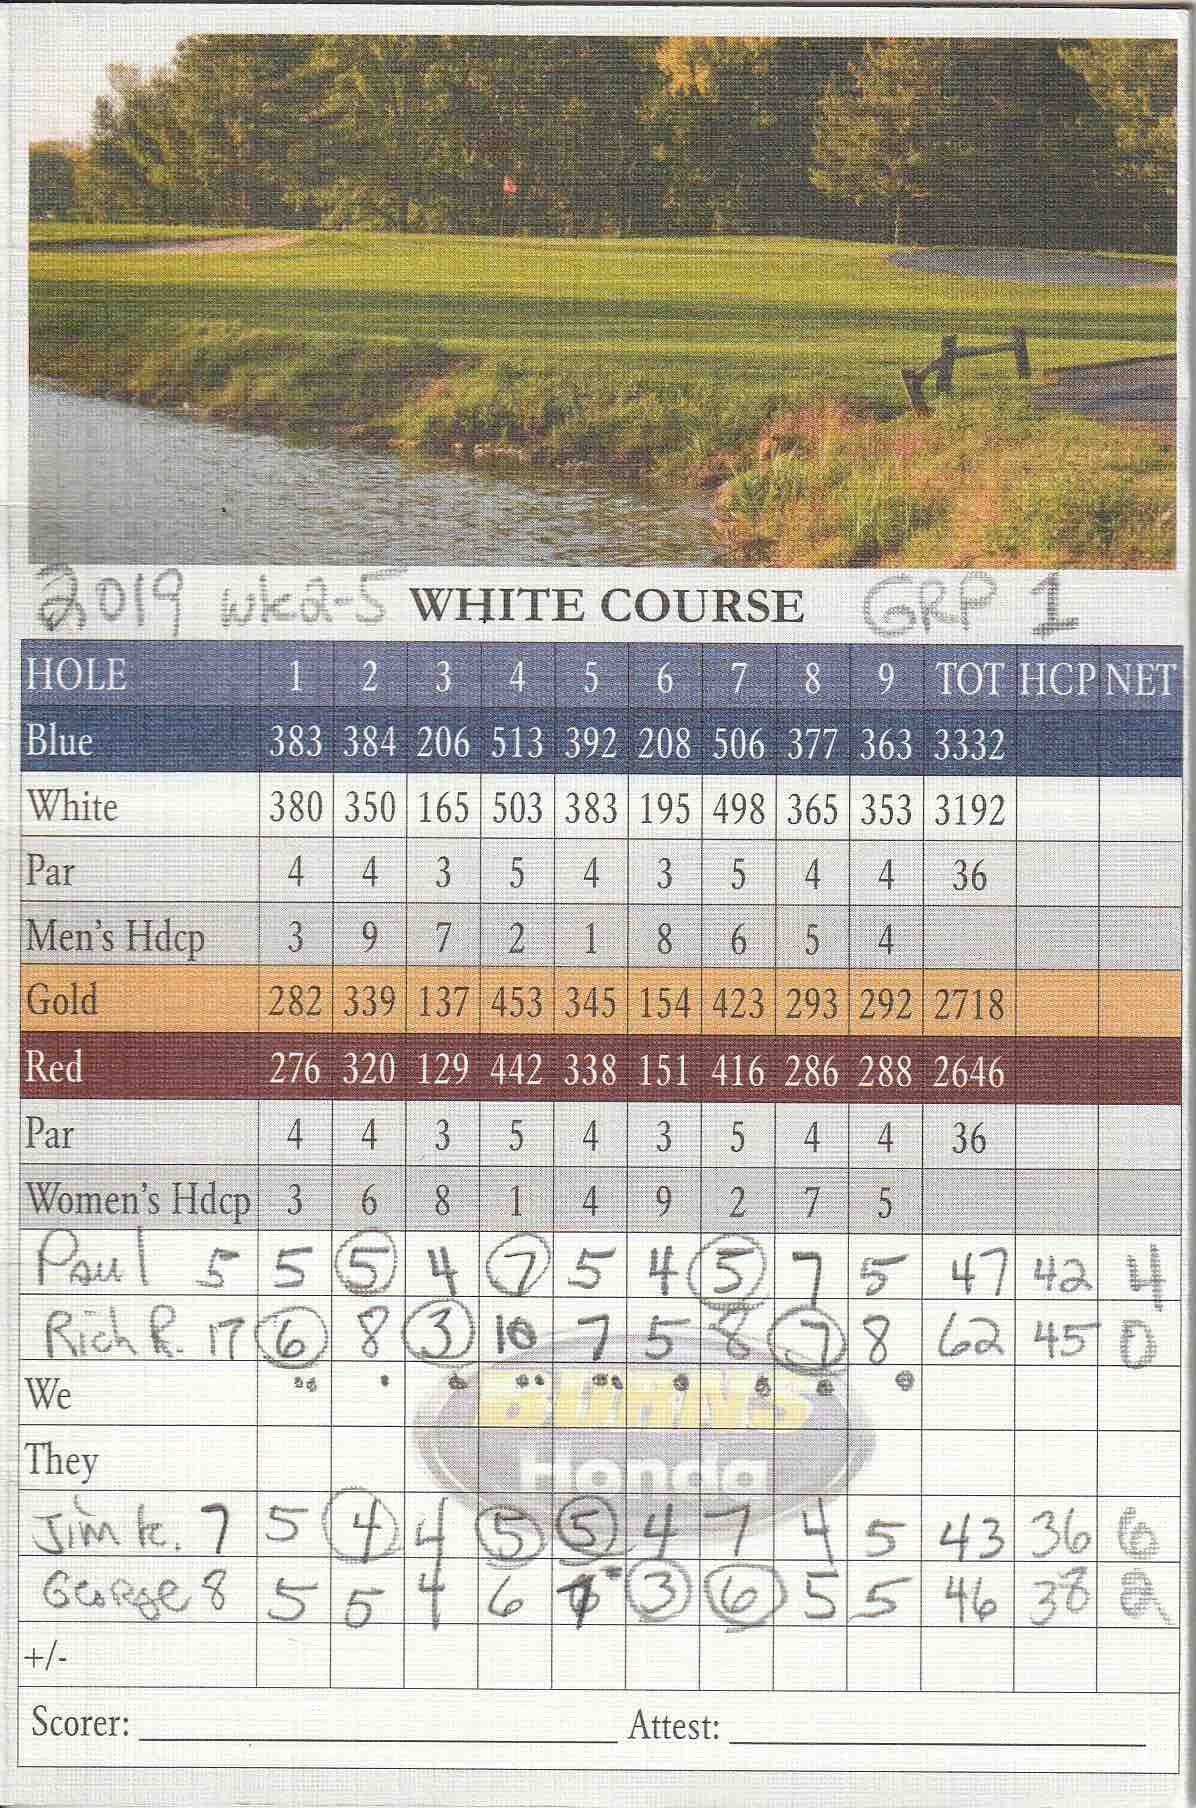 2019 wk2-5 WHITE COURSE GRP 1
HOLE 1 2 3 4 5 6 7 8 9 TOT HCP NET
Blue 383 384 206 513 392 208 506 377 363 3332
White 380 350 165 503 383 195 498 365 353 3192
Par 4 4 3 5 4 3 5 4 4 36
Men's Hdcp 3 9 7 2 1 8 6 5 4
Gold 282 339 137 453 345 154 423 293 292 2718
Red 276 320 129 442 338 151 416 286 288 2646
Par 4 4 3 5 4 3 5 4 4 36
Women's Hdcp 3 6 8 1 4 9 2 7 5
Paul 5 5 5 4 7 5 4 5 7 5 47 42 4
Rich R. 17 6 8 3 10 7 5 8 7 8 62 45 0
We
BURNS
They
Honda
Jim k. 7 5 4 4 5 5 4 7 4 5 43 36 6
George 8 5 5 4 6 3 6 5 5 46 38 2
+/-
Scorer: Attest: